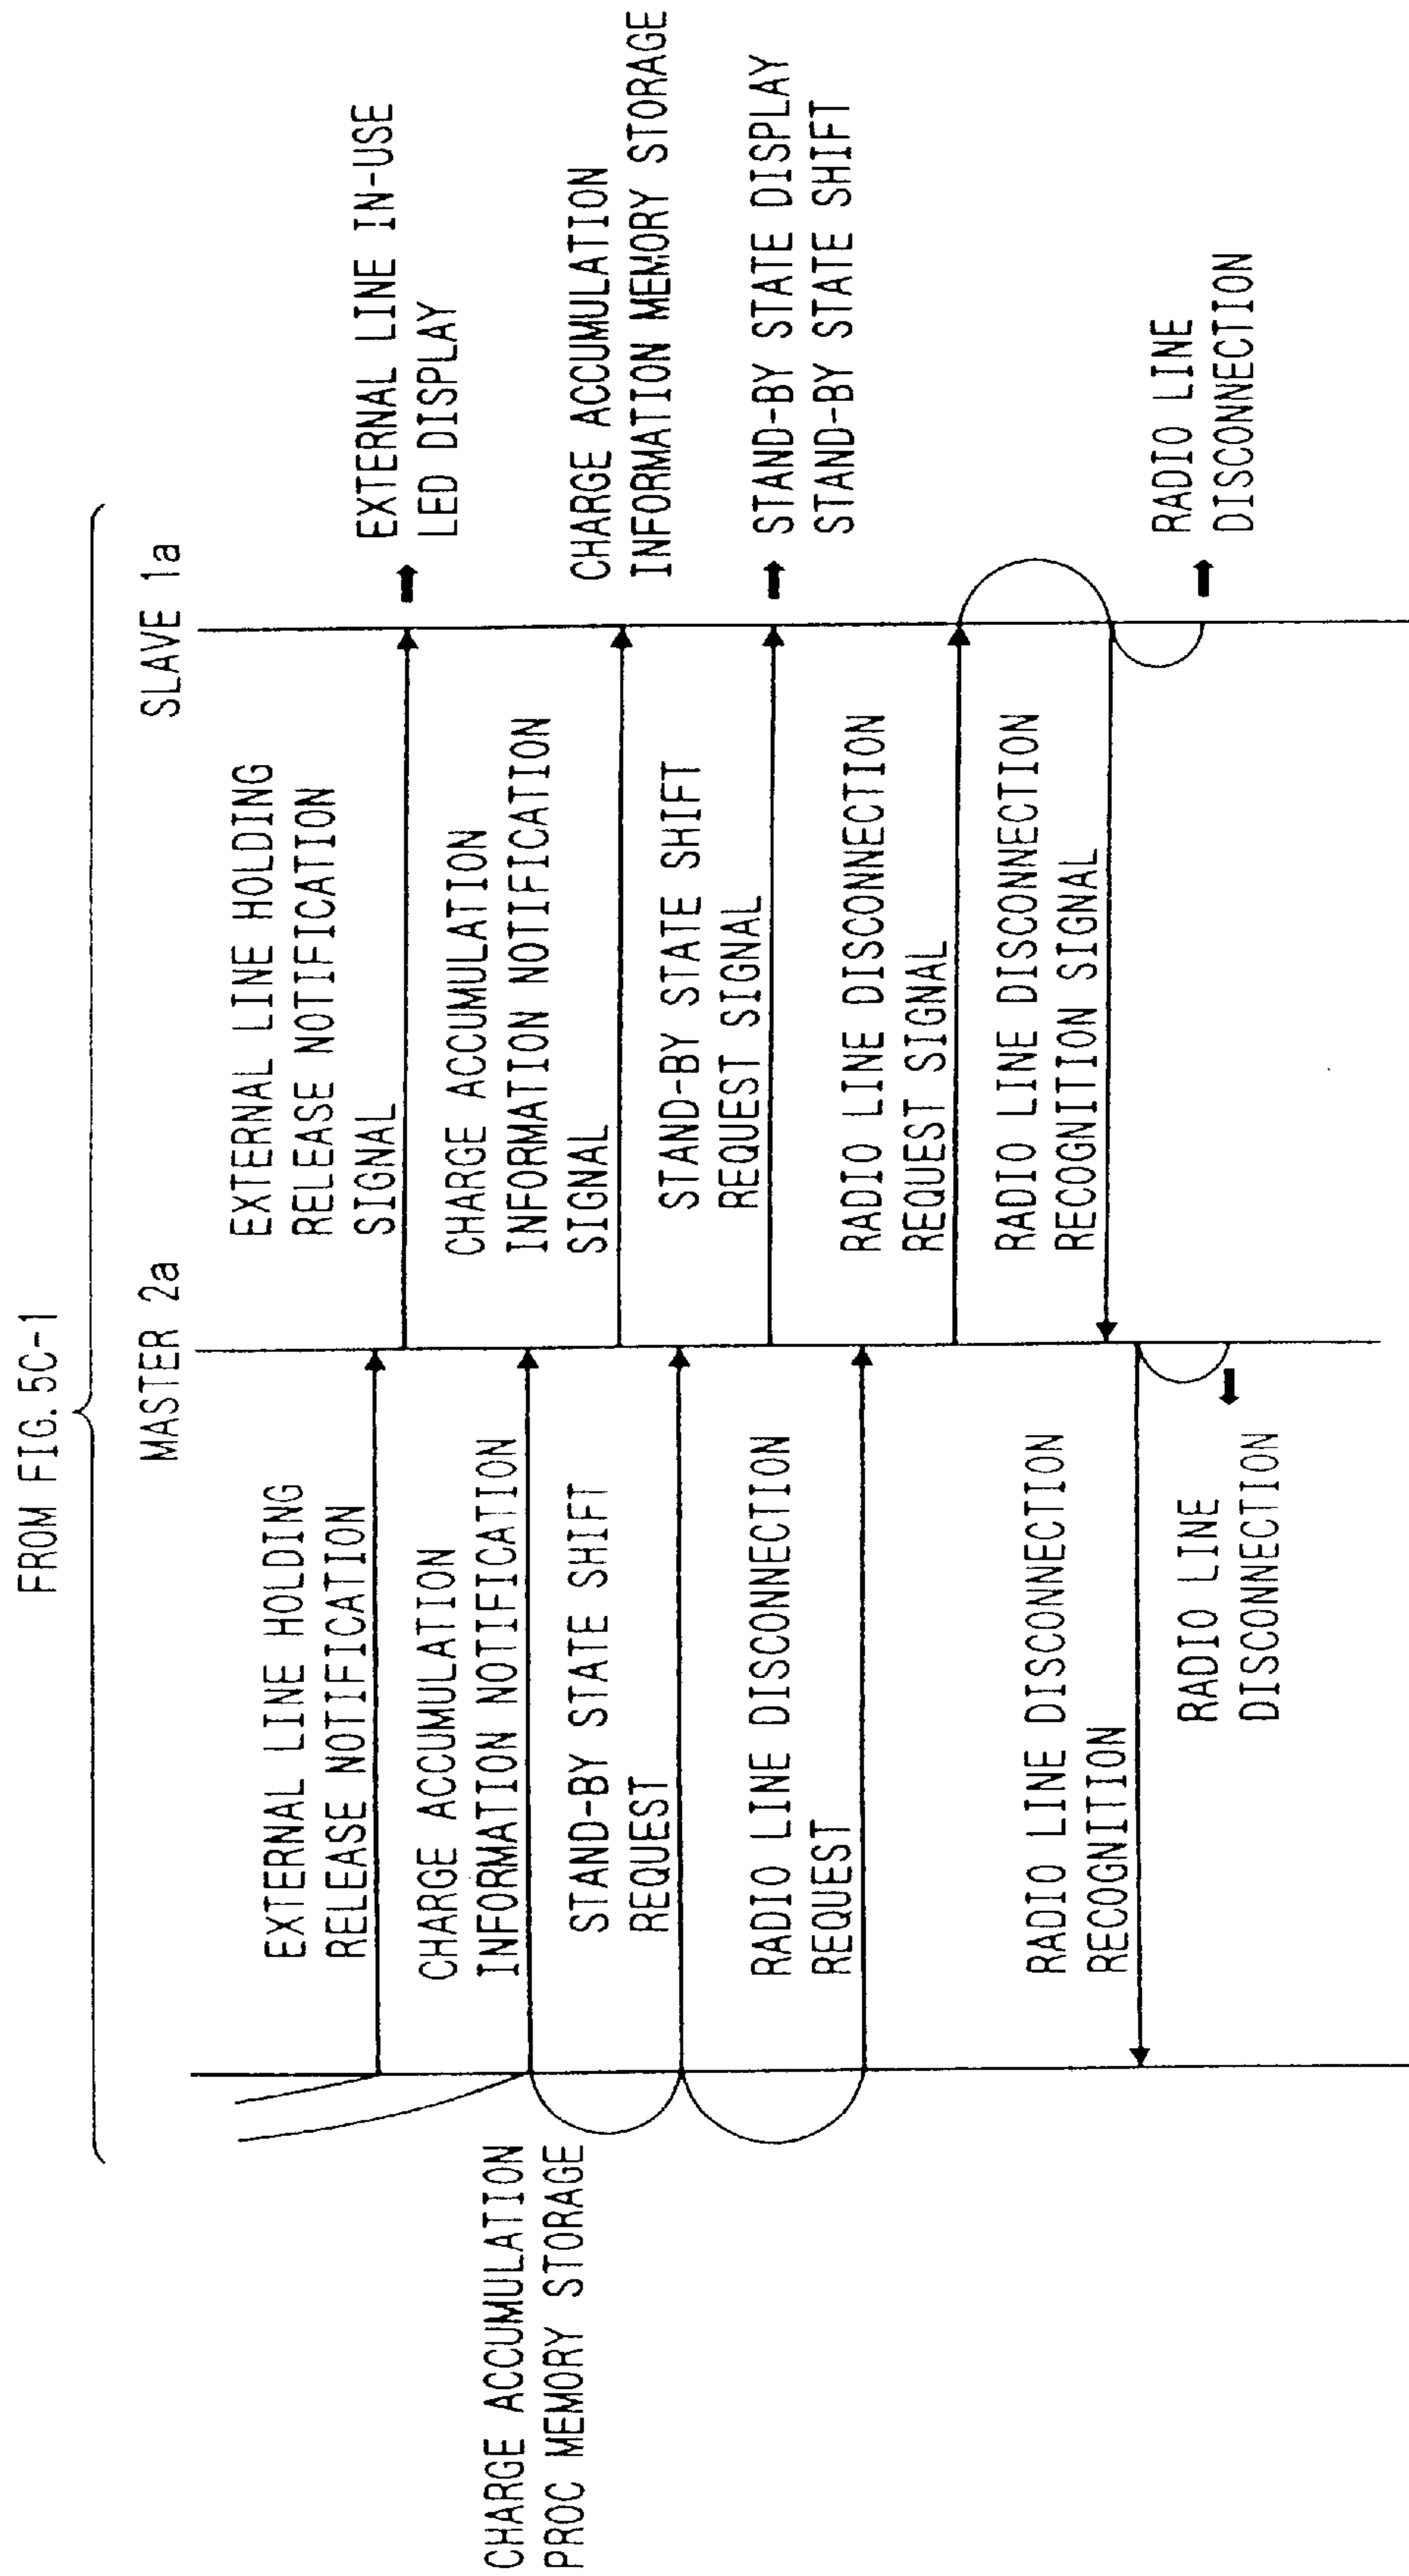 FROM FIG. 5C-1
MASTER 2a
SLAVE 1a
EXTERNAL LINE HOLDING
RELEASE NOTIFICATION
EXTERNAL LINE HOLDING
RELEASE NOTIFICATION
SIGNAL
EXTERNAL LINE IN-USE
LED DISPLAY
CHARGE ACCUMULATION
PROC MEMORY STORAGE
CHARGE ACCUMULATION
INFORMATION NOTIFICATION
CHARGE ACCUMULATION
INFORMATION NOTIFICATION
SIGNAL
CHARGE ACCUMULATION
INFORMATION MEMORY STORAGE
STAND-BY STATE SHIFT
REQUEST
STAND-BY STATE SHIFT
REQUEST SIGNAL
STAND-BY STATE DISPLAY
STAND-BY STATE SHIFT
RADIO LINE DISCONNECTION
REQUEST
RADIO LINE DISCONNECTION
REQUEST SIGNAL
RADIO LINE DISCONNECTION
RECOGNITION SIGNAL
RADIO LINE DISCONNECTION
RECOGNITION
RADIO LINE
DISCONNECTION
RADIO LINE
DISCONNECTION